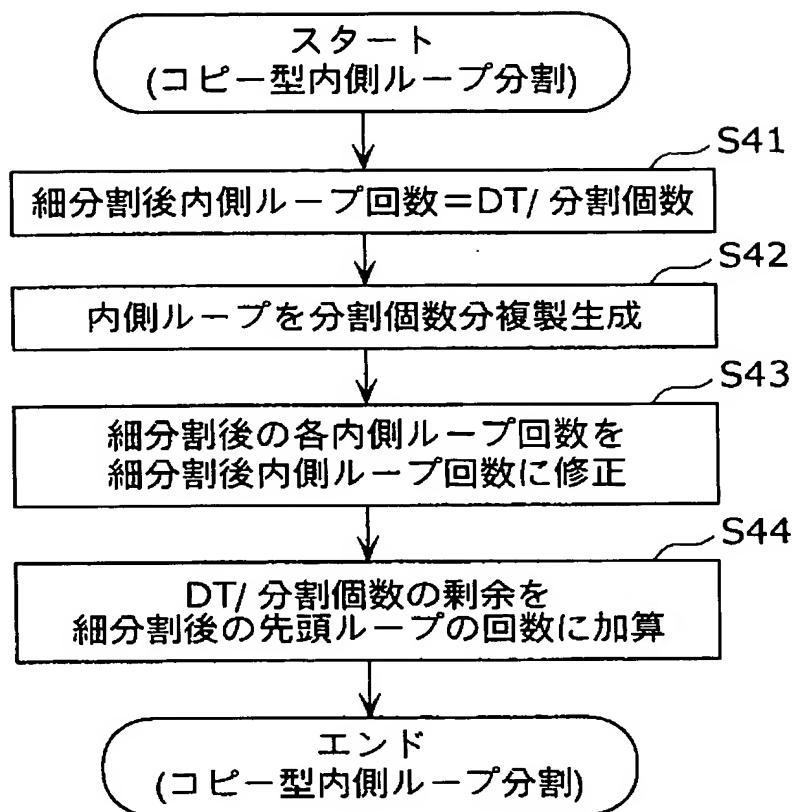 スタート
(コピー型内側ループ分割)
S41
細分割後内側ループ回数=DT/ 分割個数
S42
内側ループを分割個数分複製生成
S43
細分割後の各内側ループ回数を
細分割後内側ループ回数に修正
S44
DT/ 分割個数の剰余を
細分割後の先頭ループの回数に加算
エンド
(コピー型内側ループ分割)